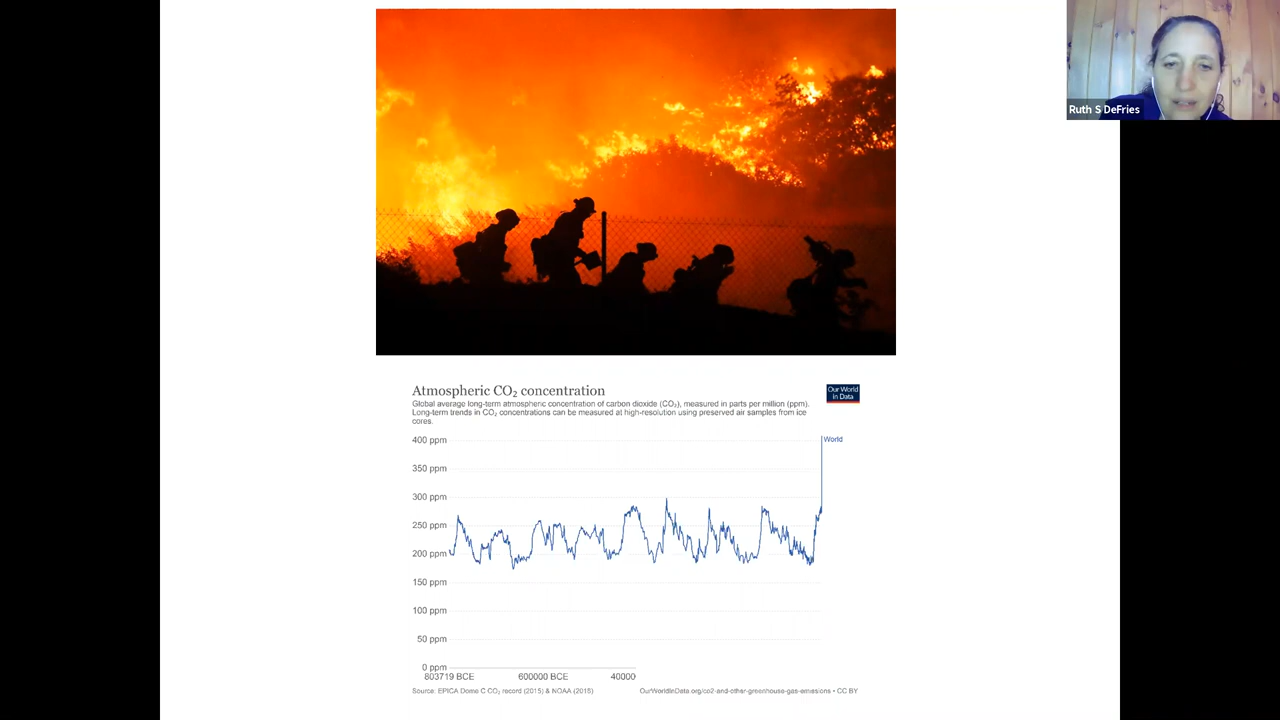 Ruth S DeFries
Atmospheric CO₂ concentration
Our World
in Data
Global average long-term atmospheric concentration of carbon dioxide (CO₂), measured in parts per million (ppm).
Long-term trends in CO₂ concentrations can be measured at high-resolution using preserved air samples from ice
cores.
400 ppm
World
350 ppm
300 ppm
250 ppm
200 ppm
150 ppm
100 ppm
50 ppm
0 ppm
803719 BCE 600000 BCE 40000
Source: EPICA Dome C CO₂ record (2015) & NOAA (2018)
OurWorldInData.org/co2-and-other-greenhouse-gas-emissions • CC BY